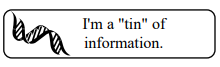 I'm a "tin" of
information.